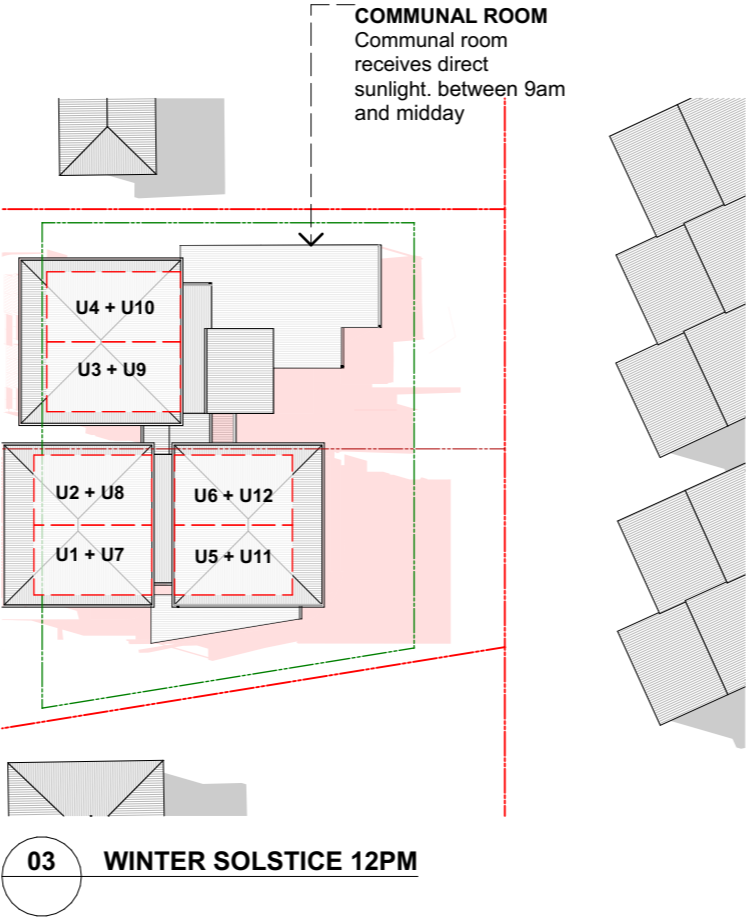 COMMUNAL ROOM
Communal room
receives direct
sunlight. between 9am
and midday
U4 + U10
U3 + U9
U2 + U8
U6 + U12
U1 + U7
U5 + U11
03 WINTER SOLSTICE 12PM